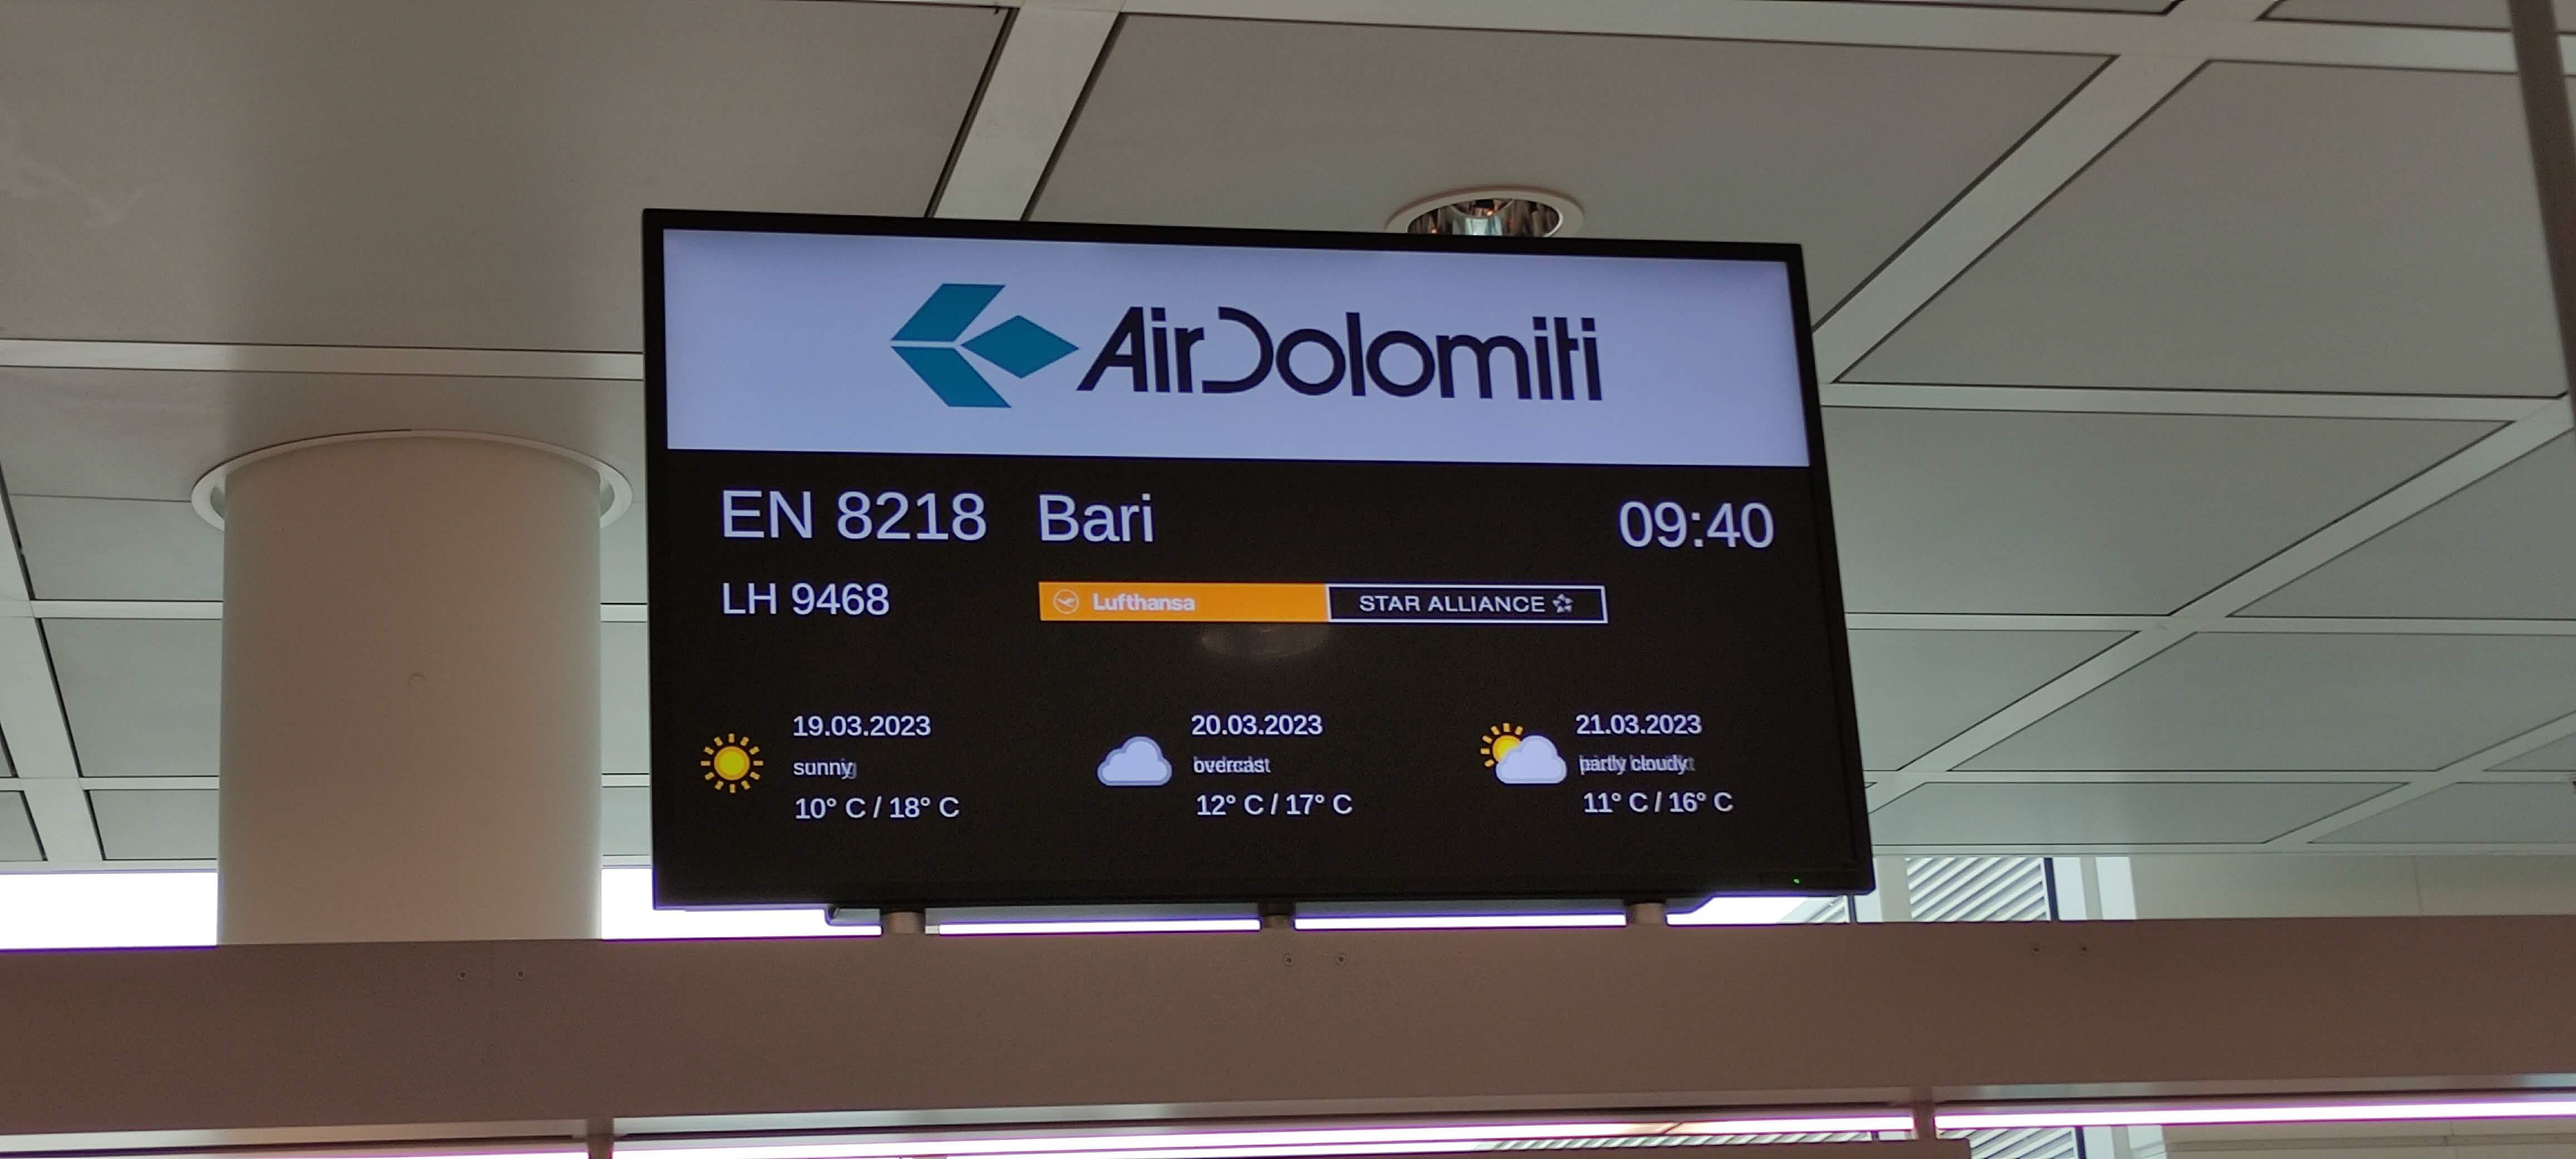 AirDolomiti
EN 8218 Bari 09:40
LH 9468 Lufthansa STAR ALLIANCE
19.03.2023 20.03.2023 21.03.2023
sunny overcast partly cloudy
10° C / 18° C 12° C / 17° C 11° C / 16° C